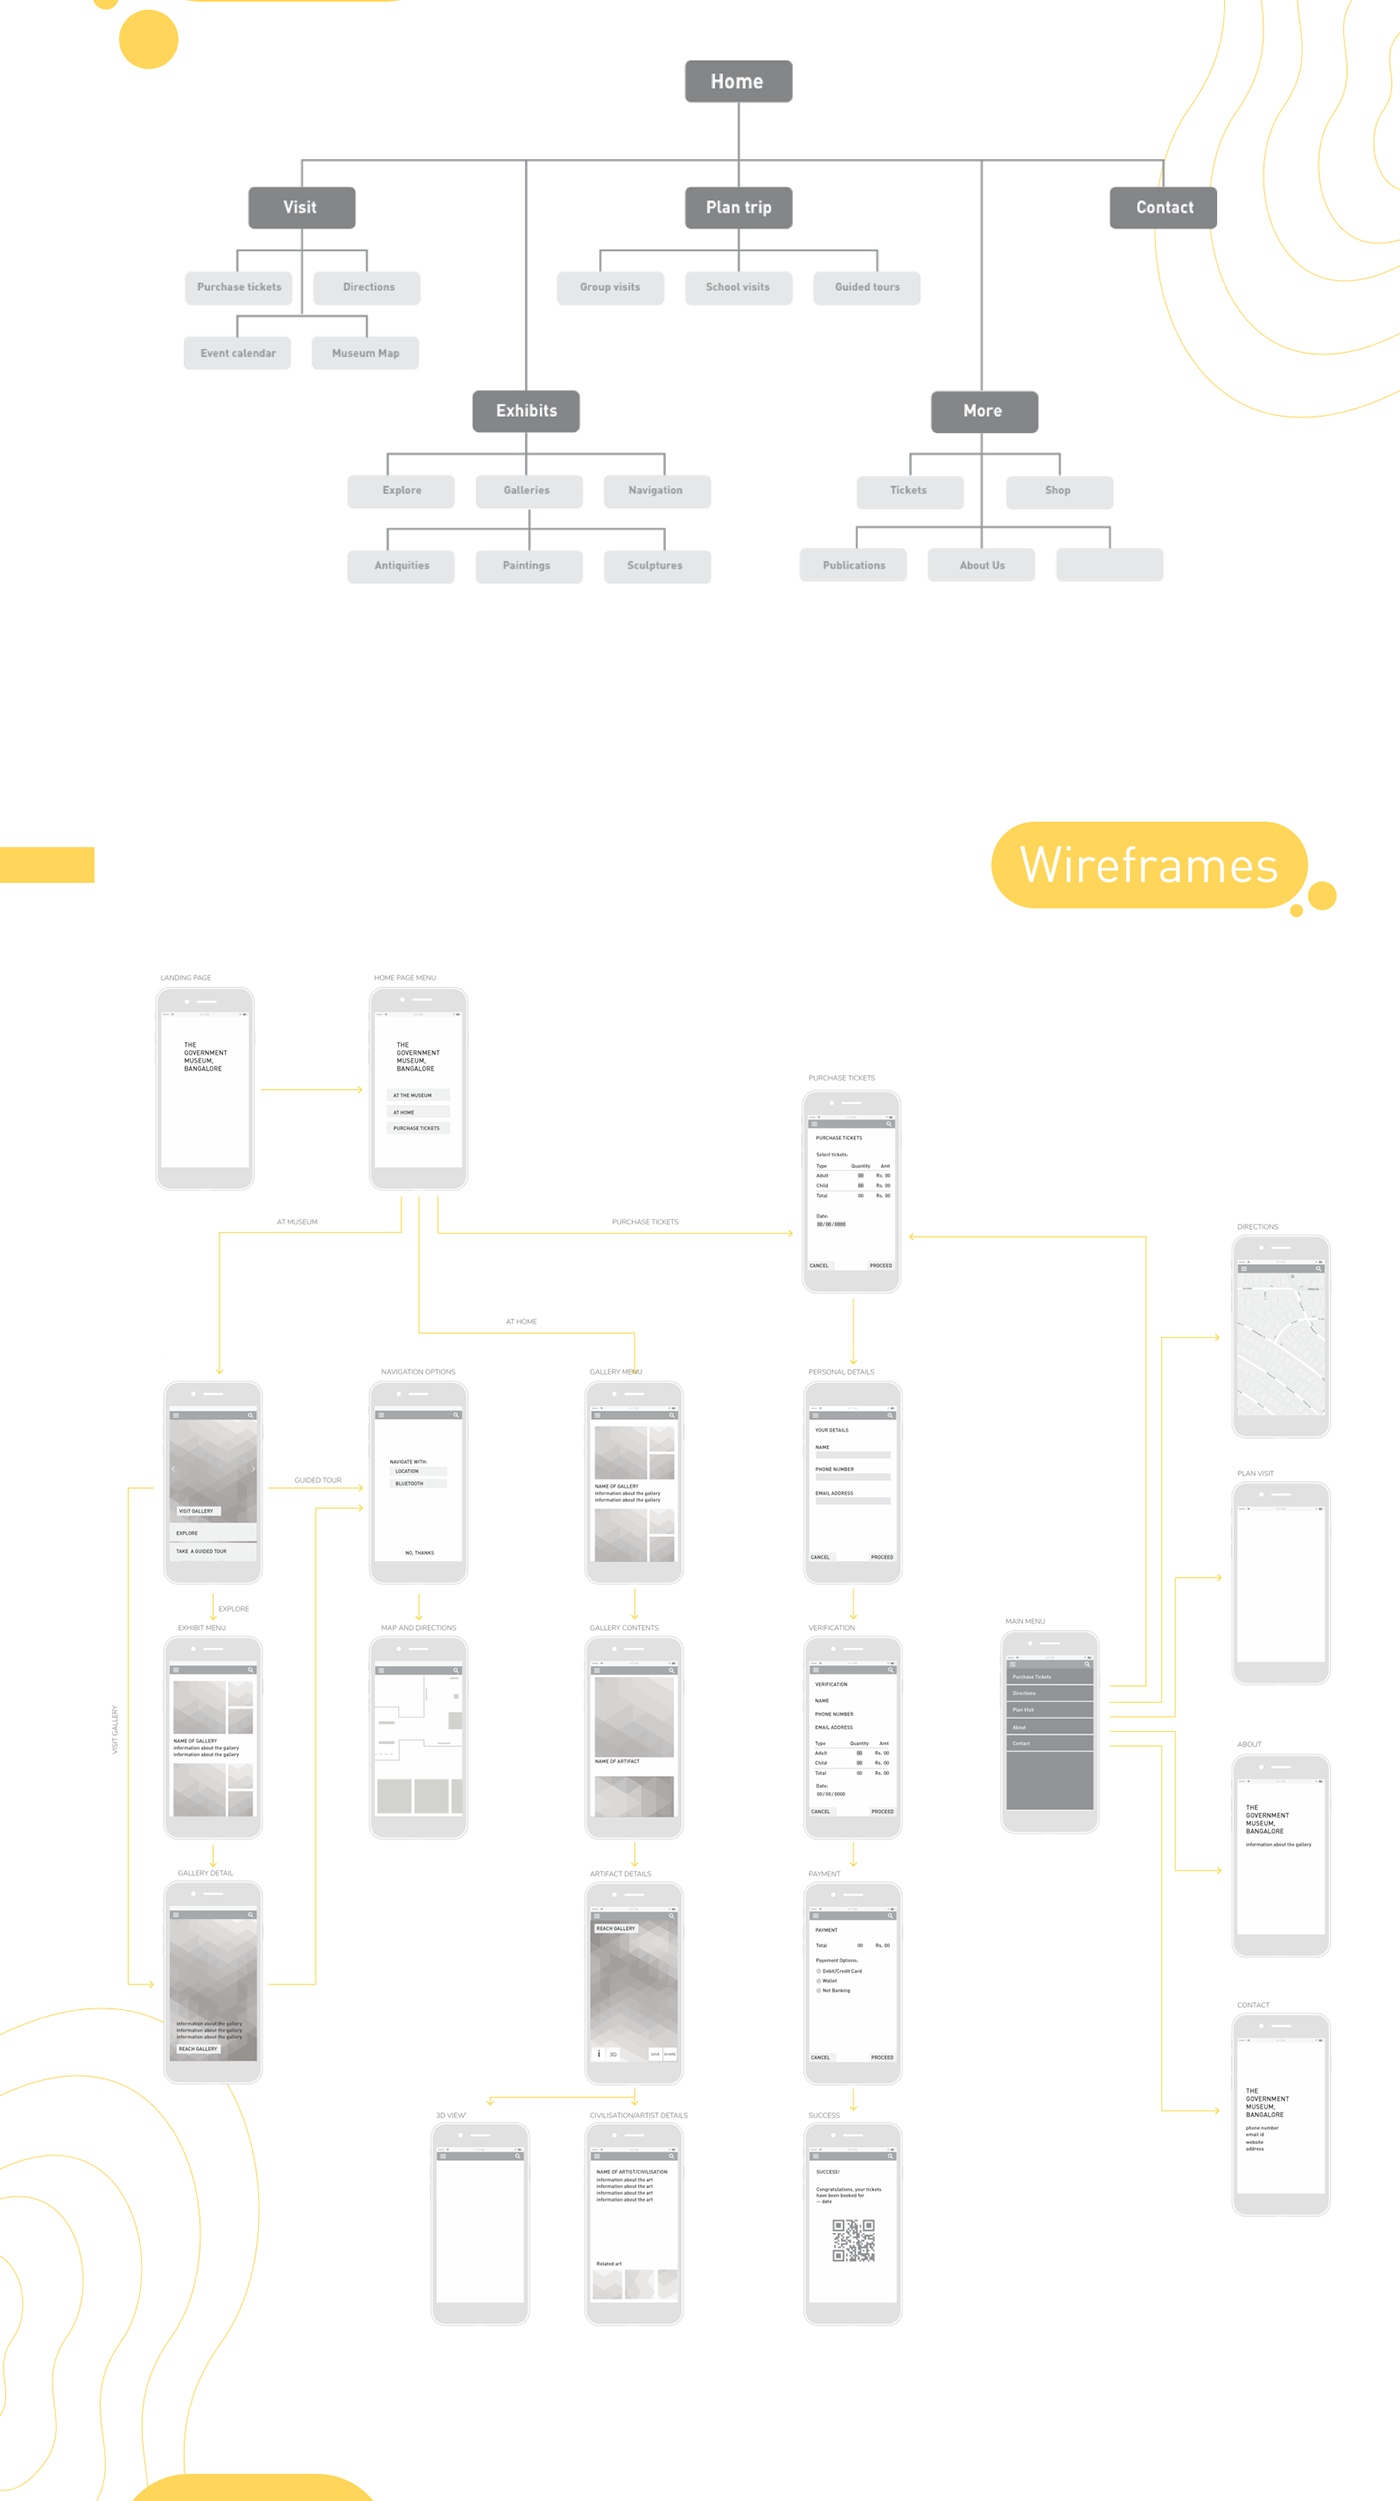 Home
Visit
Plan trip
Contact
Purchase tickets
Directions
Group visits
School visits
Guided tours
Event calendar
Museum Map
Exhibits
More
Explore
Galleries
Navigation
Tickets
Shop
Antiquities
Paintings
Sculptures
Publications
About Us
Wireframes
LANDING PAGE
THE
GOVERNMENT
MUSEUM,
BANGALORE
HOME PAGE MENU
THE
GOVERNMENT
MUSEUM,
BANGALORE
AT THE MUSEUM
AT HOME
PURCHASE TICKETS
PURCHASE TICKETS
PURCHASE TICKETS
Select tickets:
Type Quantity Amt
Adult 00 Rs. 00
Child 00 Rs. 00
Total 00 Rs. 00
Date:
00/00/0000
CANCEL PROCEED
AT MUSEUM
PURCHASE TICKETS
AT HOME
DIRECTIONS
VISIT GALLERY
EXPLORE
TAKE A GUIDED TOUR
GUIDED TOUR
NAVIGATION OPTIONS
NAVIGATE WITH:
LOCATION
BLUETOOTH
NO, THANKS
GALLERY MENU
NAME OF GALLERY
information about the gallery
information about the gallery
PERSONAL DETAILS
YOUR DETAILS
NAME
PHONE NUMBER
EMAIL ADDRESS
CANCEL PROCEED
PLAN VISIT
EXPLORE
EXHIBIT MENU
NAME OF GALLERY
information about the gallery
information about the gallery
VISIT GALLERY
MAP AND DIRECTIONS
GALLERY CONTENTS
NAME OF ARTIFACT
VERIFICATION
VERIFICATION
NAME
PHONE NUMBER
EMAIL ADDRESS
Type Quantity Amt
Adult 00 Rs. 00
Child 00 Rs. 00
Total 00 Rs. 00
Date:
00/00/0000
CANCEL PROCEED
MAIN MENU
Purchase Tickets
Directions
Plan Visit
About
Contact
ABOUT
THE
GOVERNMENT
MUSEUM,
BANGALORE
information about the gallery
GALLERY DETAIL
information about the gallery
information about the gallery
information about the gallery
REACH GALLERY
ARTIFACT DETAILS
REACH GALLERY
i 3D SAVE SHARE
PAYMENT
PAYMENT
Total 00 Rs. 00
Payement Options:
Debt/Credit Card
Wallet
Net Banking
CANCEL PROCEED
CONTACT
THE
GOVERNMENT
MUSEUM,
BANGALORE
phone number
email id
website
address
3D VIEW'
CIVILISATION/ARTIST DETAILS
NAME OF ARTIST/CIVILISATION
information about the art
information about the art
information about the art
information about the art
Related art
SUCCESS
SUCCESS!
Congratulations, your tickets
have been booked for
— date